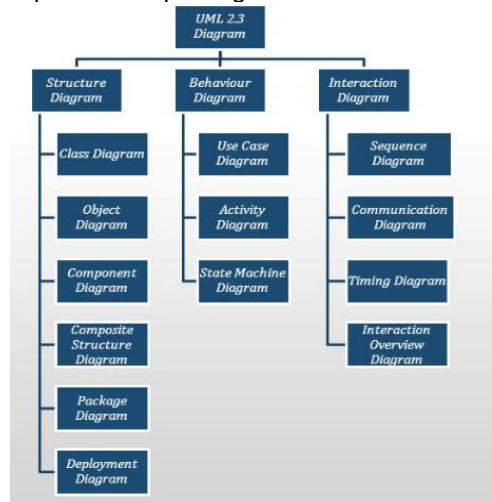 UML 2.3
Diagram
Structure
Diagram
Behaviour
Diagram
Interaction
Diagram
Class Diagram
Object
Diagram
Component
Diagram
Composite
Structure
Diagram
Package
Diagram
Deployment
Diagram
Use Case
Diagram
Activity
Diagram
State Machine
Diagram
Sequence
Diagram
Communication
Diagram
Timing Diagram
Interaction
Overview
Diagram